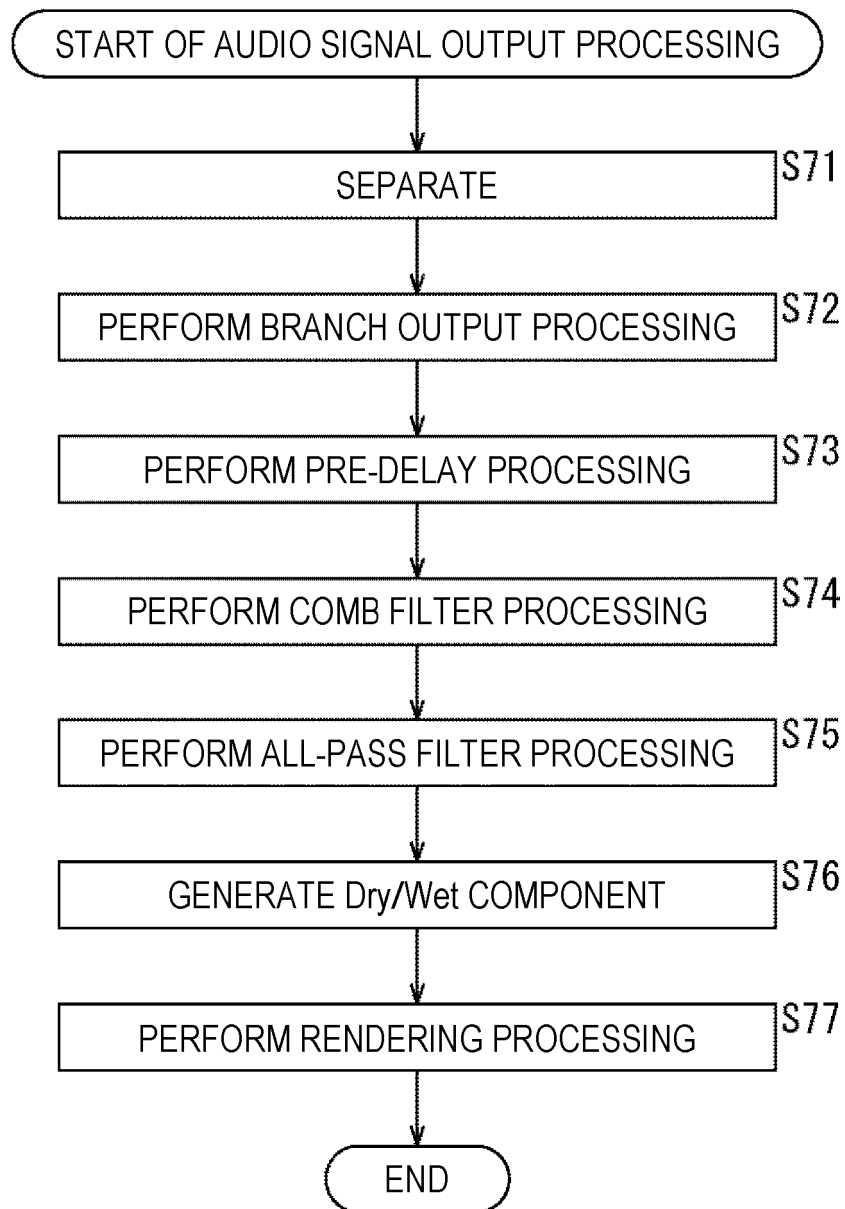 START OF AUDIO SIGNAL OUTPUT PROCESSING
S71
SEPARATE
S72
PERFORM BRANCH OUTPUT PROCESSING
S73
PERFORM PRE-DELAY PROCESSING
S74
PERFORM COMB FILTER PROCESSING
S75
PERFORM ALL-PASS FILTER PROCESSING
S76
GENERATE Dry/Wet COMPONENT
S77
PERFORM RENDERING PROCESSING
END